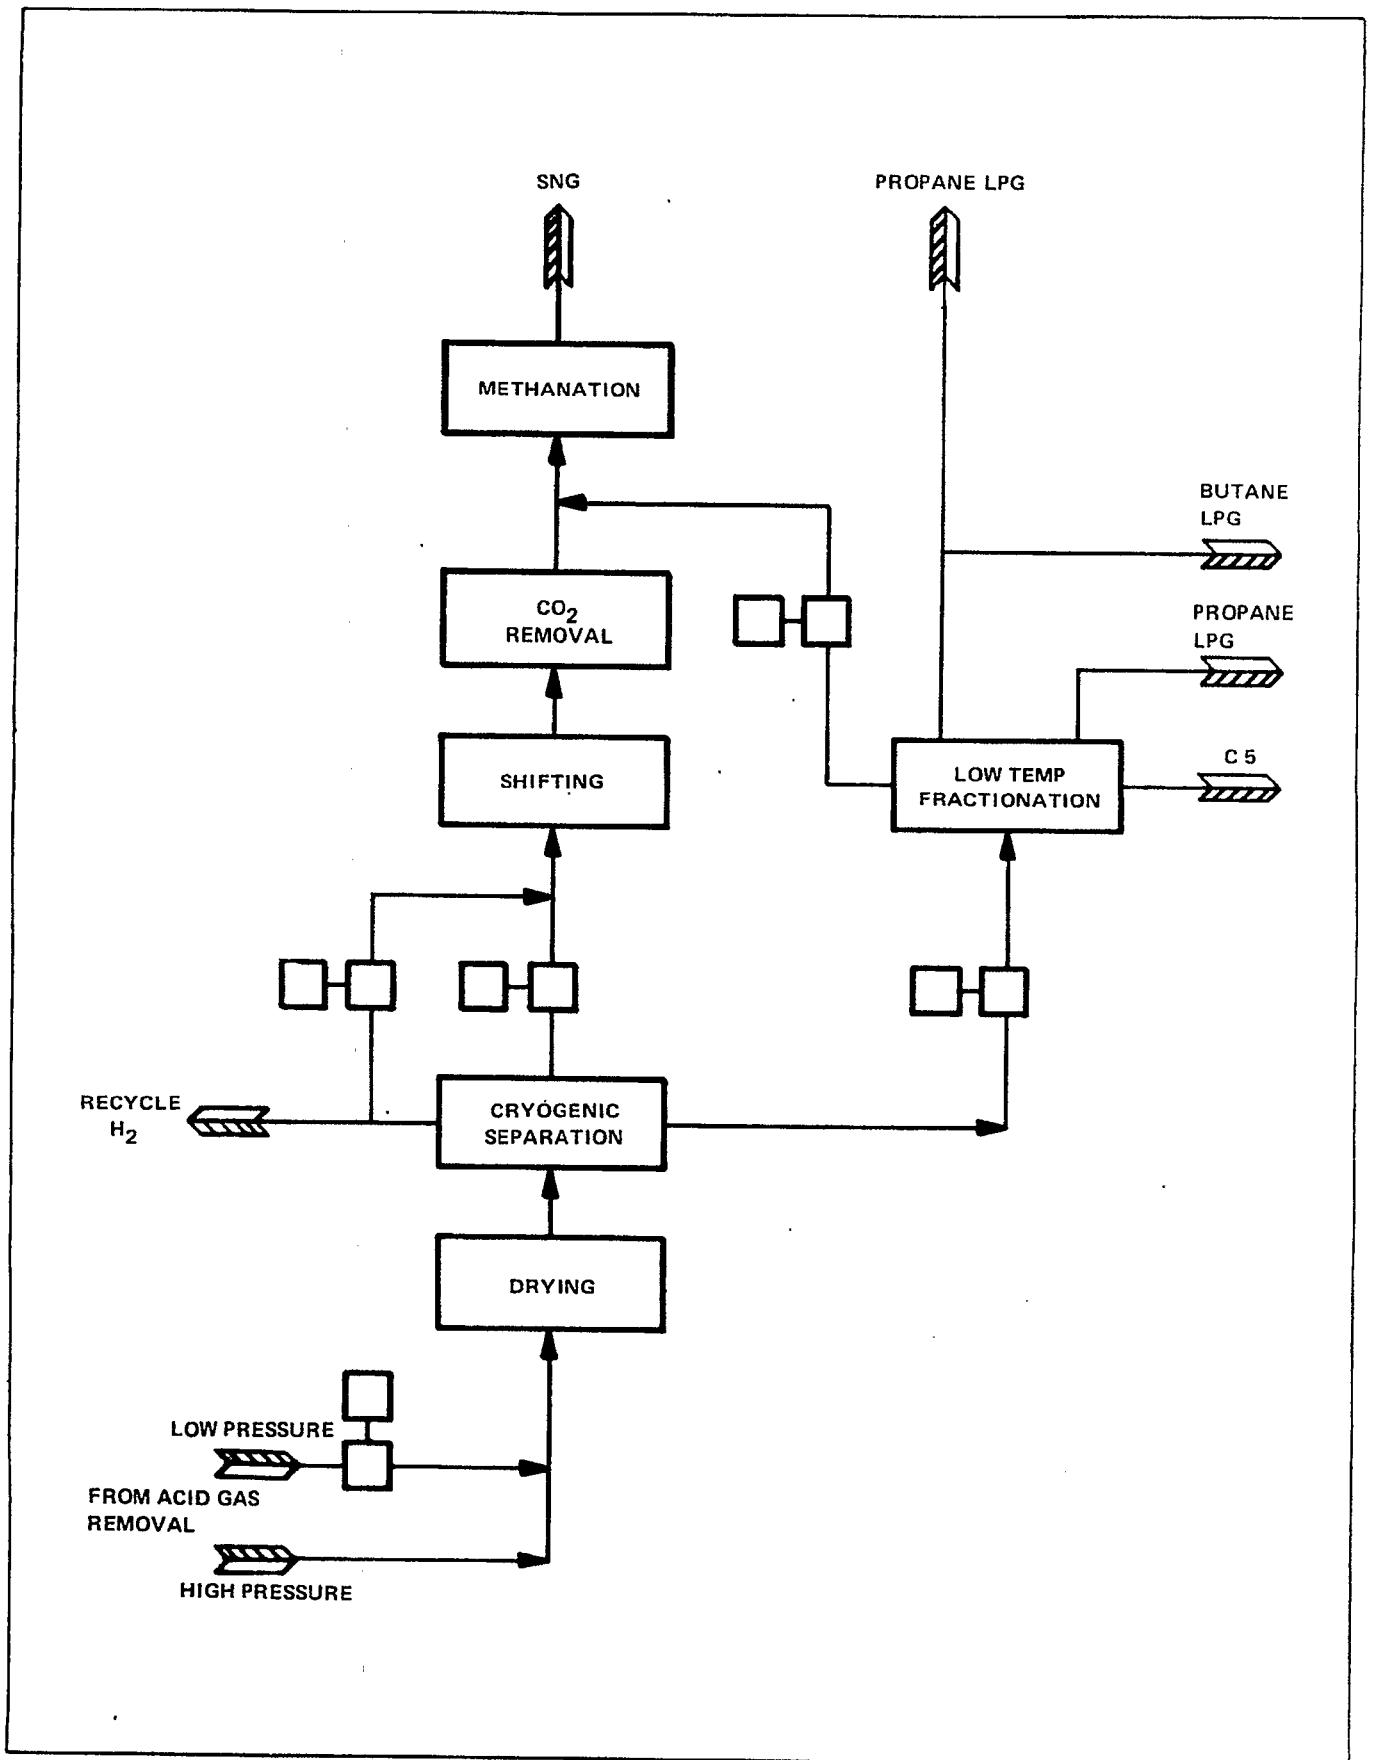 SNG
PROPANE LPG
METHANATION
BUTANE
LPG
CO2
REMOVAL
PROPANE
LPG
SHIFTING
LOW TEMP
FRACTIONATION
C 5
RECYCLE
H2
CRYOGENIC
SEPARATION
DRYING
LOW PRESSURE
FROM ACID GAS
REMOVAL
HIGH PRESSURE